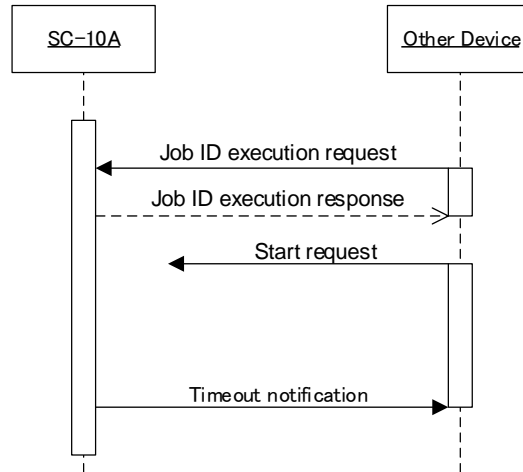 SC-10A
Other Device
Job ID execution request
Job ID execution response
Start request
Timeout notification